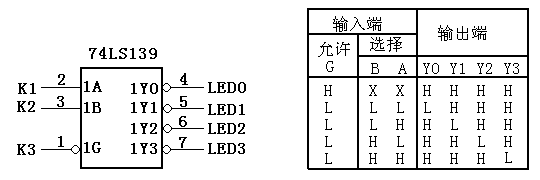 74LS139
K1 2 1A 1Y0 4 LED0
K2 3 1B 1Y1 5 LED1
1Y2 6 LED2
K3 1 1G 1Y3 7 LED3
输入端 输出端
允许 选择
G B A Y0 Y1 Y2 Y3
H X X H H H H
L L L L H H H
L L H H L H H
L H L H H L H
L H H H H H L